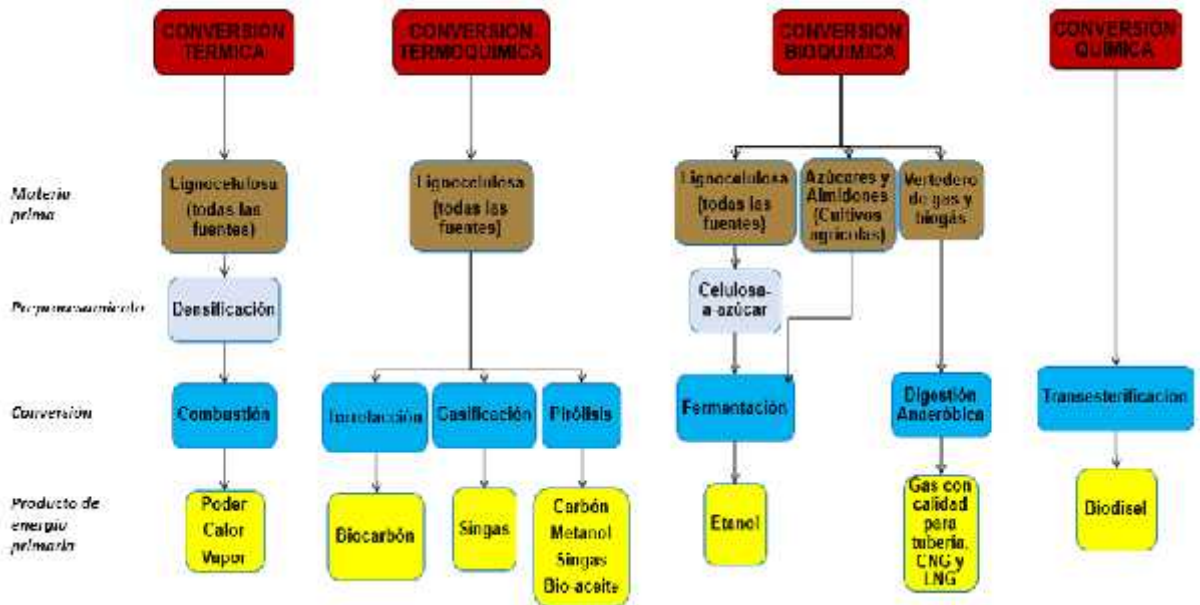 CONVERSION
TERMICA
CONVERSION
TERMOQUIMICA
CONVERSION
BIOQUIMICA
CONVERSION
QUIMICA
Materia
prima
Lignocelulosa
(todas las
fuentes)
Lignocelulosa
(todas las
fuentes)
Lignocelulosa
(todas las
fuentes)
Azúcares y
Almidones
(Cultivos
agrícolas)
Vertedero
de gas y
biogás
Preprocesamiento
Densificación
Celulosa-
a-azúcar
Conversión
Combustión
Torrefacción
Gasificación
Pirólisis
Fermentación
Digestión
Anaeróbica
Transesterificación
Producto de
energía
primaria
Poder
Calor
Vapor
Biocarbón
Singas
Carbón
Metanol
Singas
Bio-aceite
Etanol
Gas con
calidad
para
tubería,
CNG y
LNG
Biodisel